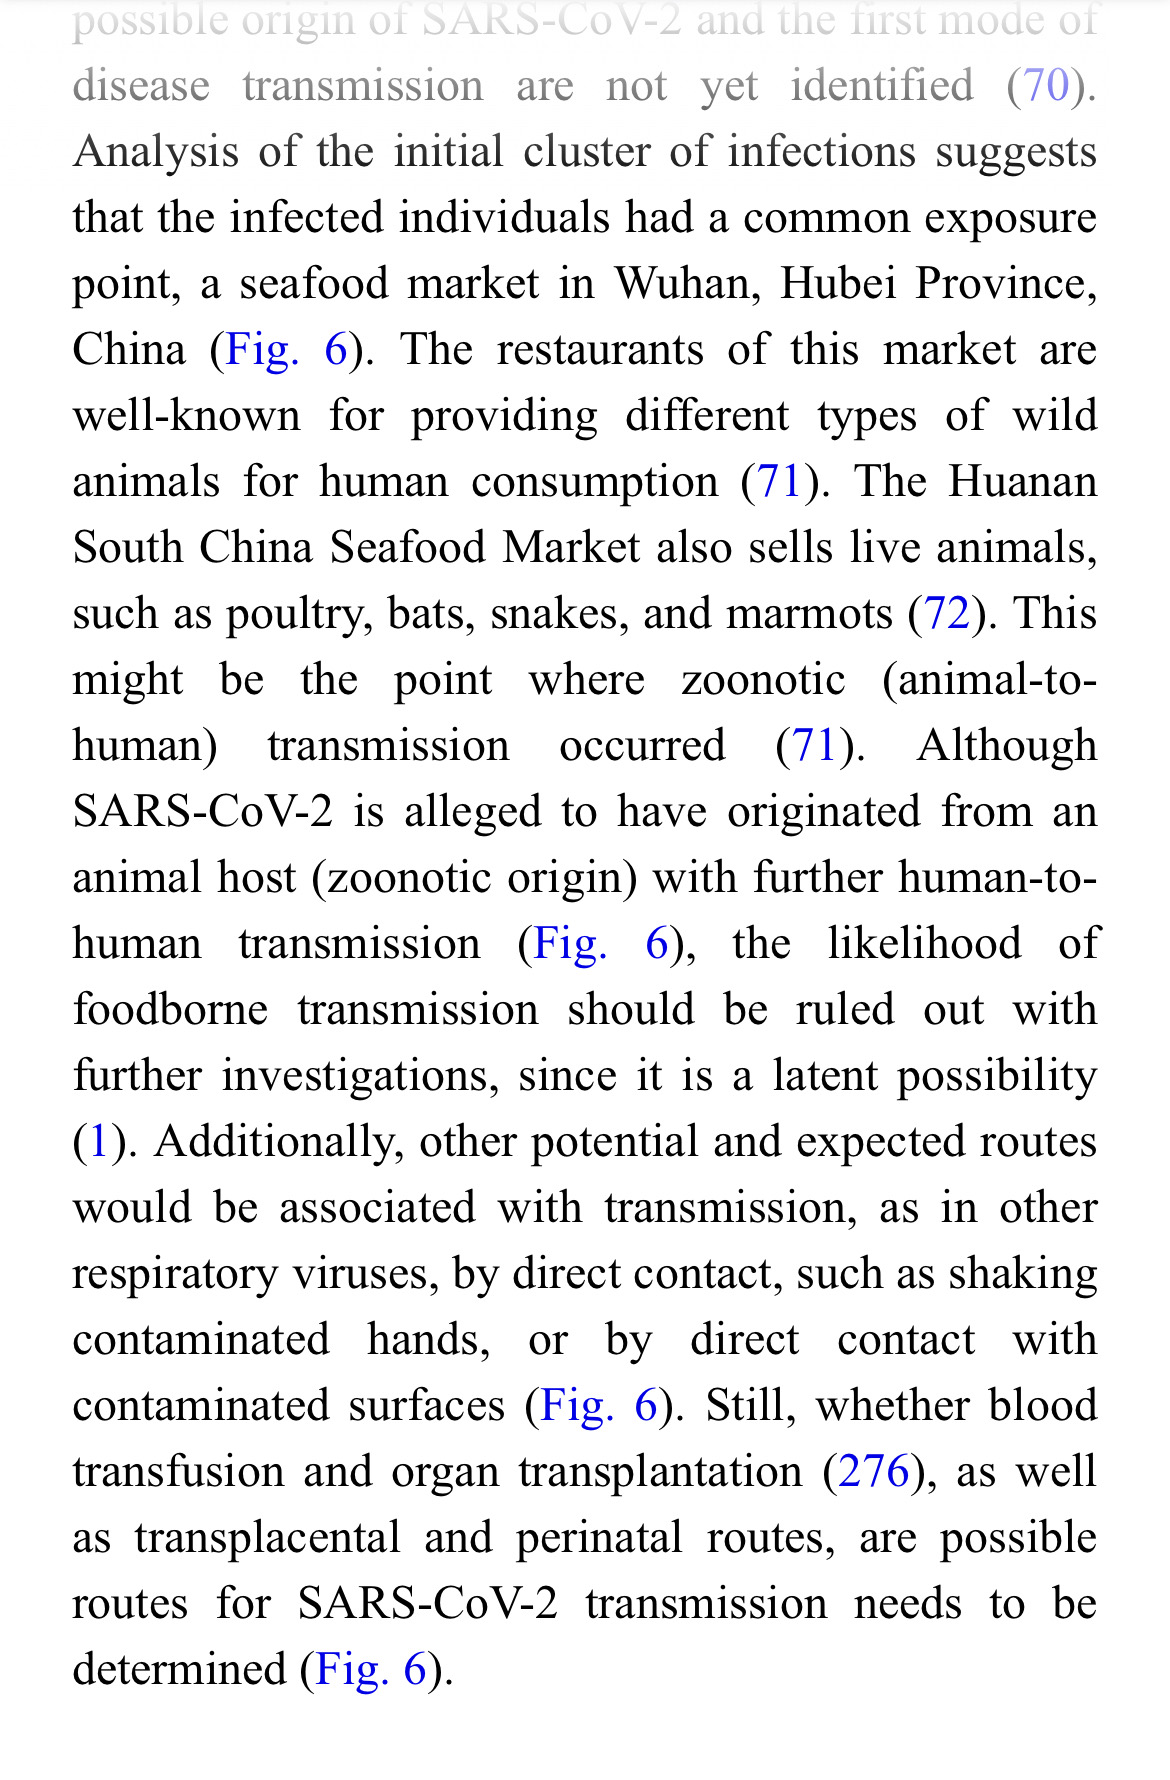 possible origin of SARS-CoV-2 and the first mode of
disease transmission are not yet identified (70).
Analysis of the initial cluster of infections suggests
that the infected individuals had a common exposure
point, a seafood market in Wuhan, Hubei Province,
China (Fig. 6). The restaurants of this market are
well-known for providing different types of wild
animals for human consumption (71). The Huanan
South China Seafood Market also sells live animals,
such as poultry, bats, snakes, and marmots (72). This
might be the point where zoonotic (animal-to-
human) transmission occurred (71). Although
SARS-CoV-2 is alleged to have originated from an
animal host (zoonotic origin) with further human-to-
human transmission (Fig. 6), the likelihood of
foodborne transmission should be ruled out with
further investigations, since it is a latent possibility
(1). Additionally, other potential and expected routes
would be associated with transmission, as in other
respiratory viruses, by direct contact, such as shaking
contaminated hands, or by direct contact with
contaminated surfaces (Fig. 6). Still, whether blood
transfusion and organ transplantation (276), as well
as transplacental and perinatal routes, are possible
routes for SARS-CoV-2 transmission needs to be
determined (Fig. 6).